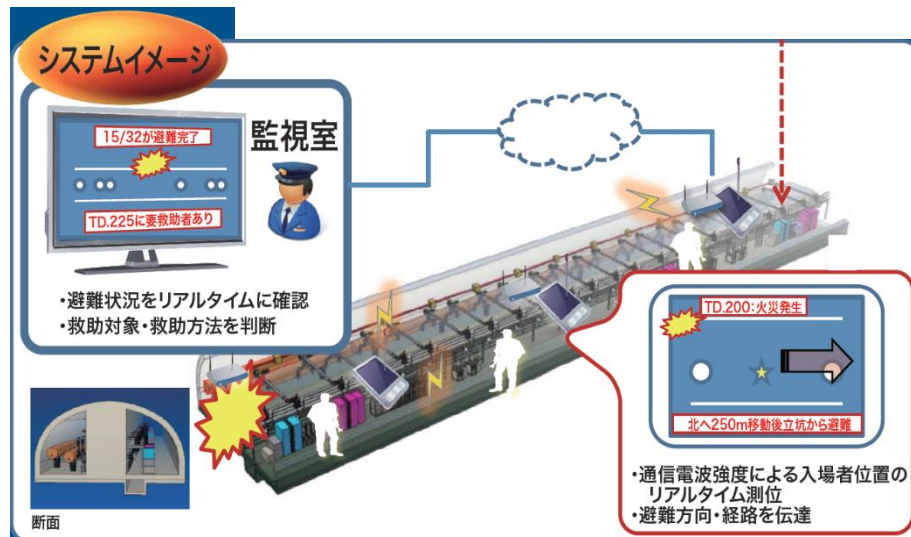 システムイメージ
15/32が避難完了
TD.225に要救助者あり
監視室
・避難状況をリアルタイムに確認
・救助対象・救助方法を判断
断面
TD.200:火災発生
北へ250m移動後立坑から避難
・通信電波強度による入場者位置の
リアルタイム測位
・避難方向・経路を伝達